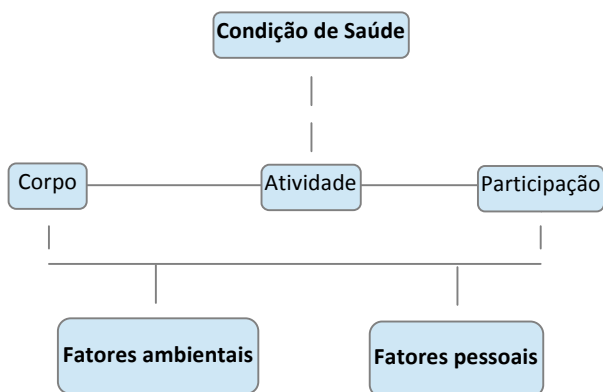 Condição de Saúde
Corpo
Atividade
Participação
Fatores ambientais
Fatores pessoais